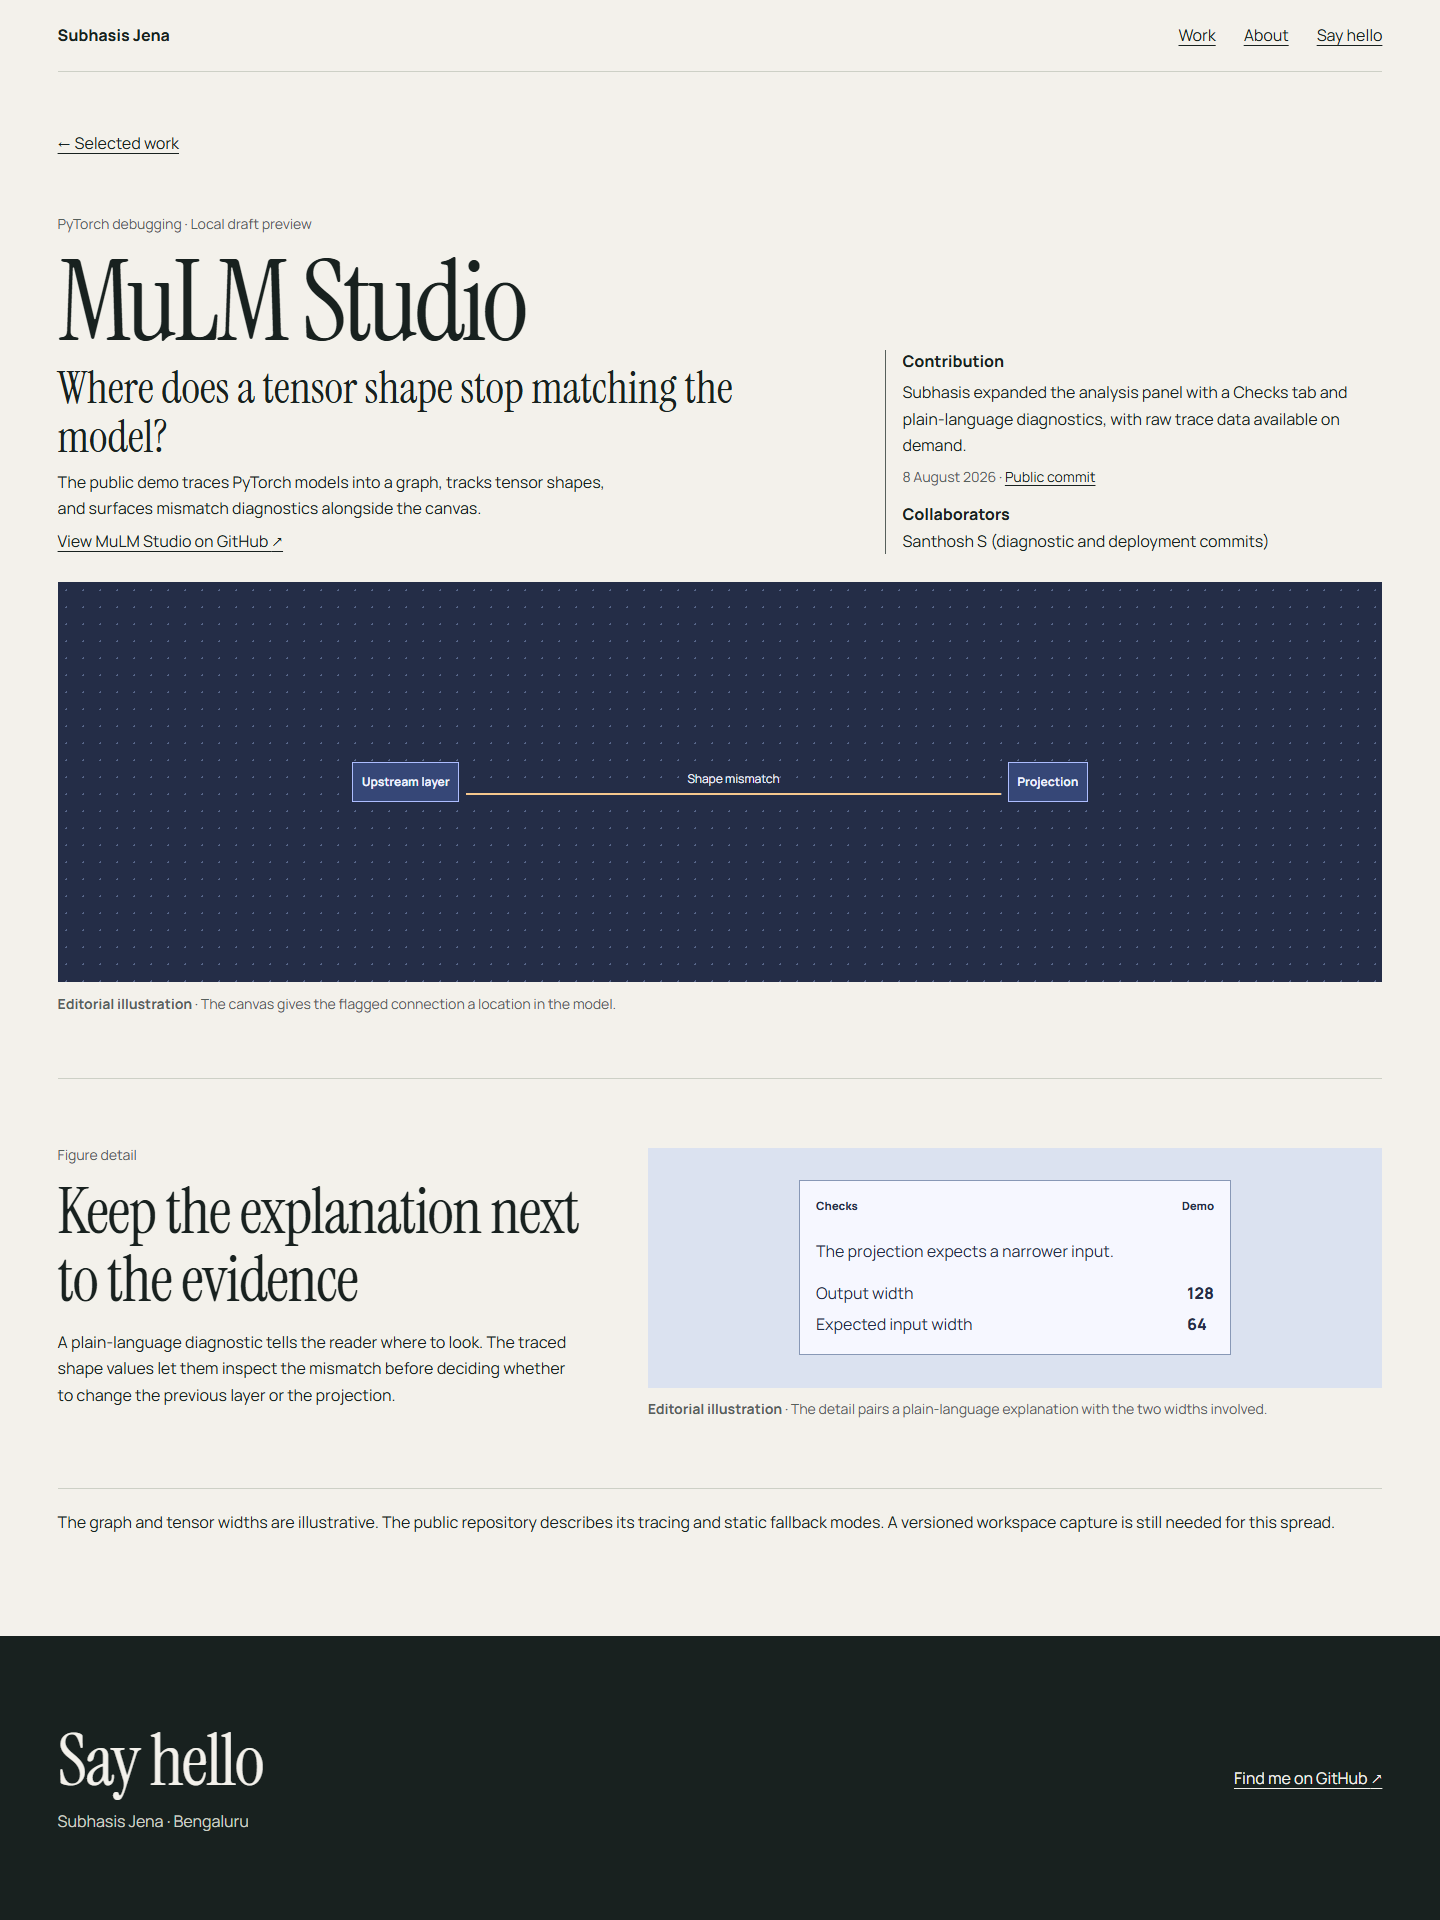 Subhasis Jena
Work About Say hello
← Selected work
PyTorch debugging · Local draft preview
MuLM Studio
Where does a tensor shape stop matching the
model?
The public demo traces PyTorch models into a graph, tracks tensor shapes,
and surfaces mismatch diagnostics alongside the canvas.
View MuLM Studio on GitHub ↗
Contribution
Subhasis expanded the analysis panel with a Checks tab and
plain-language diagnostics, with raw trace data available on
demand.
8 August 2026 · Public commit
Collaborators
Santhosh S (diagnostic and deployment commits)
Upstream layer
Shape mismatch
Projection
Editorial illustration · The canvas gives the flagged connection a location in the model.
Figure detail
Keep the explanation next
to the evidence
A plain-language diagnostic tells the reader where to look. The traced
shape values let them inspect the mismatch before deciding whether
to change the previous layer or the projection.
Checks Demo
The projection expects a narrower input.
Output width 128
Expected input width 64
Editorial illustration · The detail pairs a plain-language explanation with the two widths involved.
The graph and tensor widths are illustrative. The public repository describes its tracing and static fallback modes. A versioned workspace capture is still needed for this spread.
Say hello
Subhasis Jena · Bengaluru
Find me on GitHub ↗